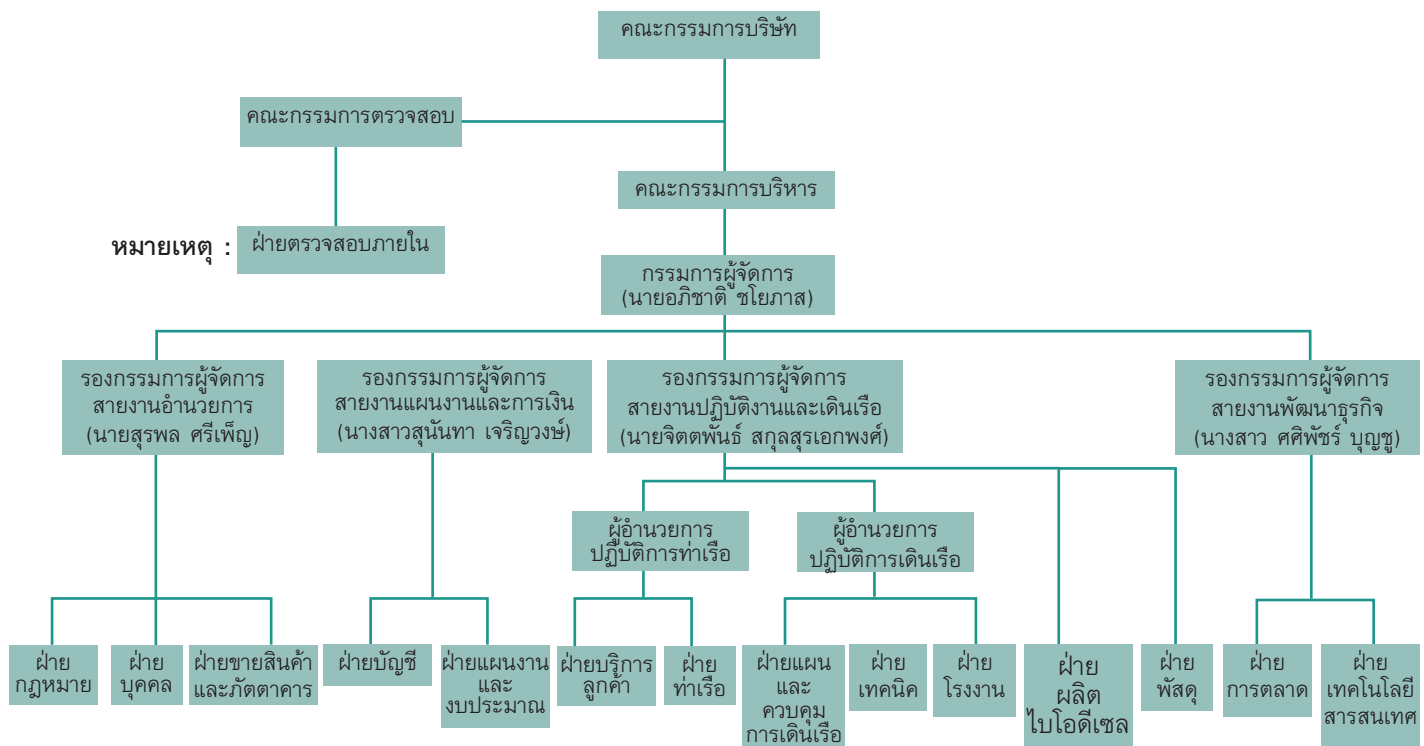 คณะกรรมการบริษัท
คณะกรรมการตรวจสอบ
คณะกรรมการบริหาร
หมายเหตุ :
ฝ่ายตรวจสอบภายใน
กรรมการผู้จัดการ
(นายอภิชาติ ชโยภาส)
รองกรรมการผู้จัดการ
สายงานอำนวยการ
(นายสุรพล ศรีเพ็ญ)
รองกรรมการผู้จัดการ
สายงานแผนงานและการเงิน
(นางสาวสุนันทา เจริญวงษ์)
รองกรรมการผู้จัดการ
สายงานปฏิบัติงานและเดินเรือ
(นายจิตตพันธ์ สกุลสุรเอกพงศ์)
รองกรรมการผู้จัดการ
สายงานพัฒนาธุรกิจ
(นางสาว ศศิพัชร์ บุญชู)
ผู้อำนวยการ
ปฏิบัติการท่าเรือ
ผู้อำนวยการ
ปฏิบัติการเดินเรือ
ฝ่าย
กฎหมาย
ฝ่าย
บุคคล
ฝ่ายขายสินค้า
และภัตตาคาร
ฝ่ายบัญชี
ฝ่ายแผนงาน
และ
งบประมาณ
ฝ่ายบริการ
ลูกค้า
ฝ่าย
ท่าเรือ
ฝ่ายแผน
และ
ควบคุม
การเดินเรือ
ฝ่าย
เทคนิค
ฝ่าย
โรงงาน
ฝ่าย
ผลิต
ไบโอดีเซล
ฝ่าย
พัสดุ
ฝ่าย
การตลาด
ฝ่าย
เทคโนโลยี
สารสนเทศ